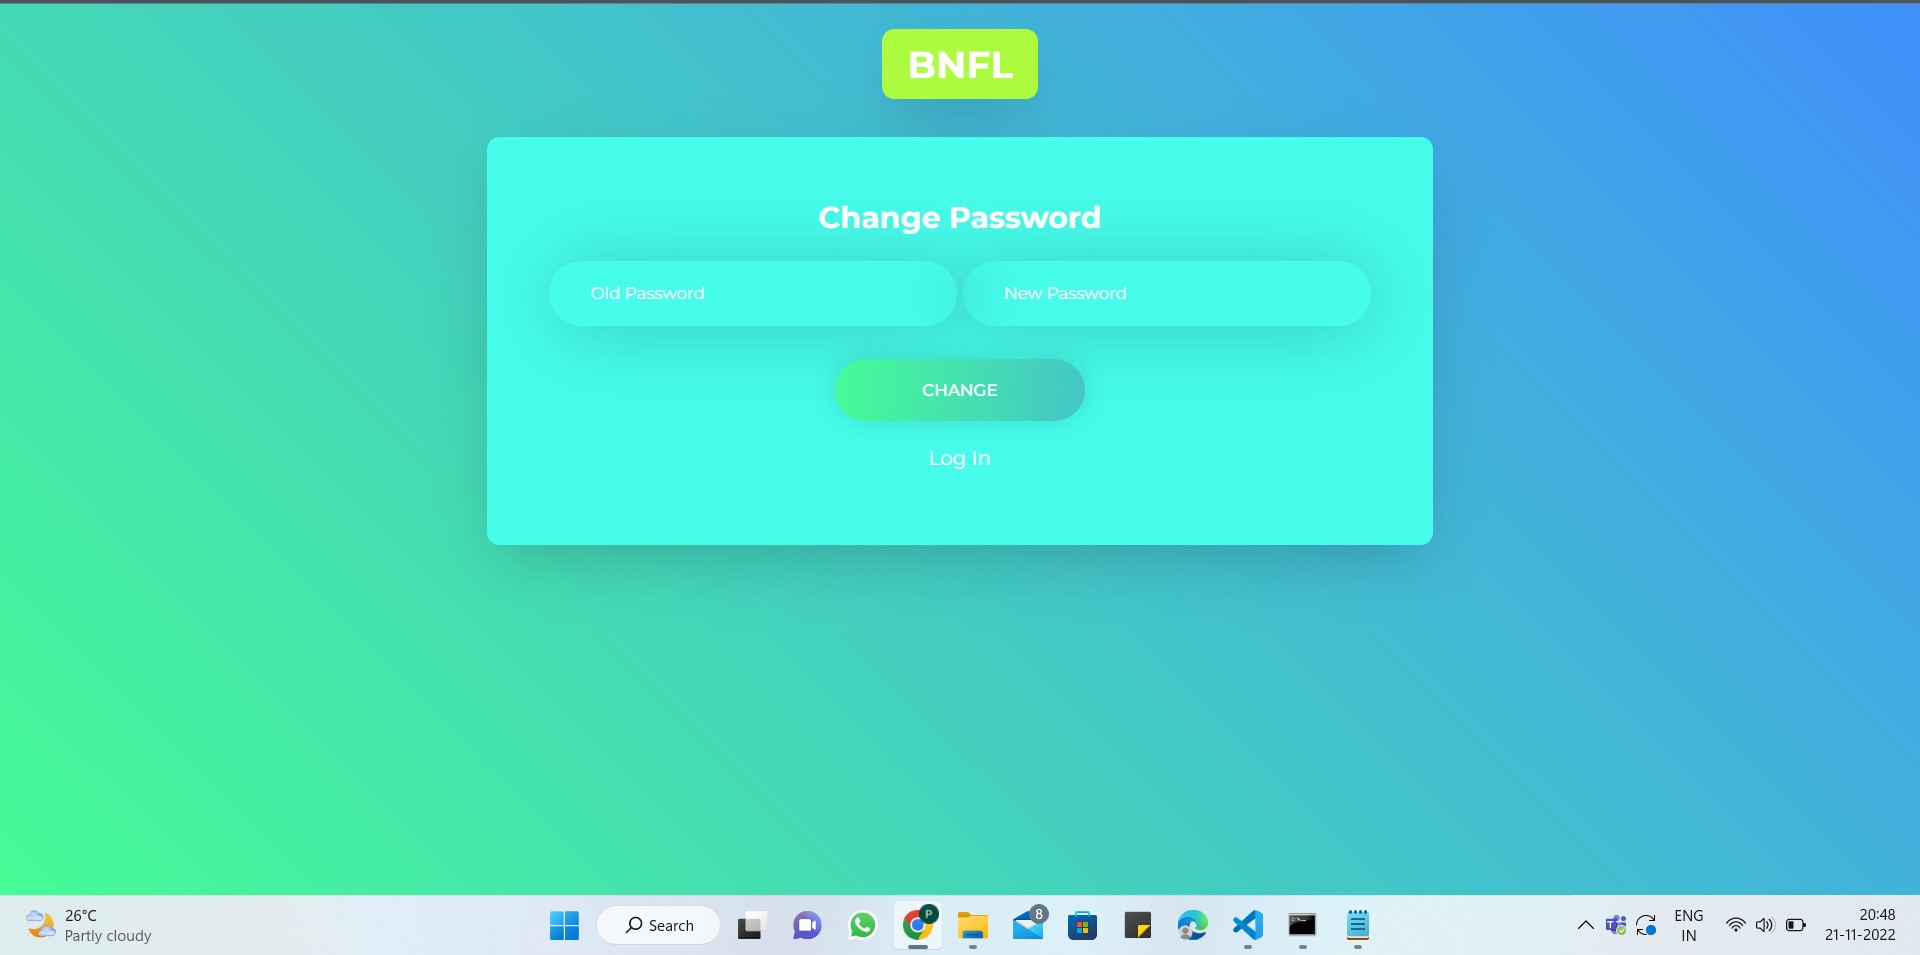 BNFL
Change Password
Old Password
New Password
CHANGE
Log In
26°C
Partly cloudy
Search
P
8
ENG
IN
20:48
21-11-2022